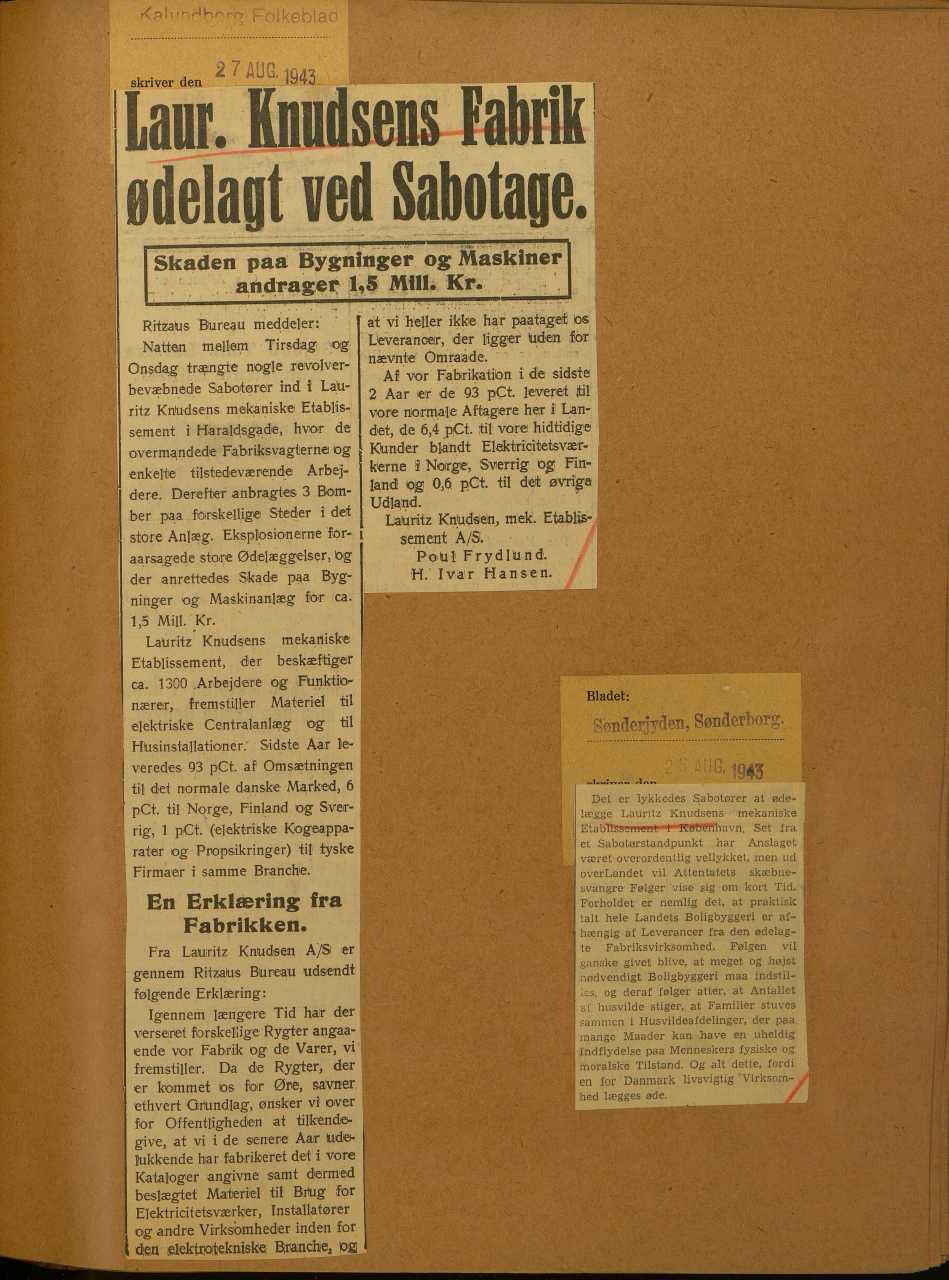 Kalundborg Folkeblad
skriver den 27 AUG. 1943
Laur. Knudsens Fabrik
ødelagt ved Sabotage.
Skaden paa Bygninger og Maskiner
andrager 1,5 Mill. Kr.
Ritzaus Bureau meddeler:
Natten mellem Tirsdag og
Onsdag trængte nogle revolver-
bevæbnede Sabotører ind i Lau-
ritz Knudsens mekaniske Etablis-
sement i Haraldsgade, hvor de
overmandede Fabriksvagterne og
enkelte tilstedeværende Arbej-
dere. Derefter anbragtes 3 Bom-
ber paa forskellige Steder i det
store Anlæg. Eksplosionerne for-
aarsagede store Ødelæggelser, og
der anrettedes Skade paa Byg-
ninger og Maskinanlæg for ca.
1,5 Mill. Kr.
Lauritz Knudsens mekaniske
Etablissement, der beskæftiger
ca. 1300 Arbejdere og Funktio-
nærer, fremstiller Materiel til
elektriske Centralanlæg og til
Husinstallationer. Sidste Aar le-
veredes 93 pCt. af Omsætningen
til det normale danske Marked, 6
pCt. til Norge, Finland og Sver-
rig, 1 pCt. (elektriske Kogeappa-
rater og Propsikringer) til tyske
Firmaer i samme Branche.
En Erklæring fra
Fabrikken.
Fra Lauritz Knudsen A/S er
gennem Ritzaus Bureau udsendt
følgende Erklæring:
Igennem længere Tid har der
verseret forskellige Rygter angaa-
ende vor Fabrik og de Varer, vi
fremstiller. Da de Rygter, der
er kommet os for Øre, savner
ethvert Grundlag, ønsker vi over
for Offentligheden at tilkende-
give, at vi i de senere Aar ude-
lukkende har fabrikeret det i vore
Kataloger angivne samt dermed
beslægtet Materiel til Brug for
Elektricitetsværker, Installatører
og andre Virksomheder inden for
den elektrotekniske Branche, og
at vi heller ikke har paataget os
Leverancer, der ligger uden for
nævnte Omraade.
Af vor Fabrikation i de sidste
2 Aar er de 93 pCt. leveret til
vore normale Aftagere her i Lan-
det, de 6,4 pCt. til vore hidtidige
Kunder blandt Elektricitetsvær-
kerne i Norge, Sverrig og Fin-
land og 0,6 pCt. til det øvrige
Udland.
Lauritz Knudsen, mek. Etablis-
sement A/S.
Poul Frydlund.
H. Ivar Hansen.
Bladet:
Sønderjyden, Sønderborg.
skriver den AUG. 1943
Det er lykkedes Sabotører at øde-
lægge Lauritz Knudsens mekaniske
Etablissement i København. Set fra
et Sabotørstandpunkt har Anslaget
været overordentlig vellykket, men ud
overLandet vil Attentatets skæbne-
svangre Følger vise sig om kort Tid.
Forholdet er nemlig det, at praktisk
talt hele Landets Boligbyggeri er af-
hængig af Leverancer fra den ødelag-
te Fabriksvirksomhed. Følgen vil
ganske givet blive, at meget og højst
nødvendigt Boligbyggeri maa indstil-
les, og deraf følger atter, at Antallet
af husvilde stiger, at Familier stuves
sammen i Husvildeafdelinger, der paa
mange Maader kan have en uheldig
Indflydelse paa Menneskers fysiske og
moralske Tilstand. Og alt dette, fordi
en for Danmark livsvigtig Virksom-
hed lægges øde.